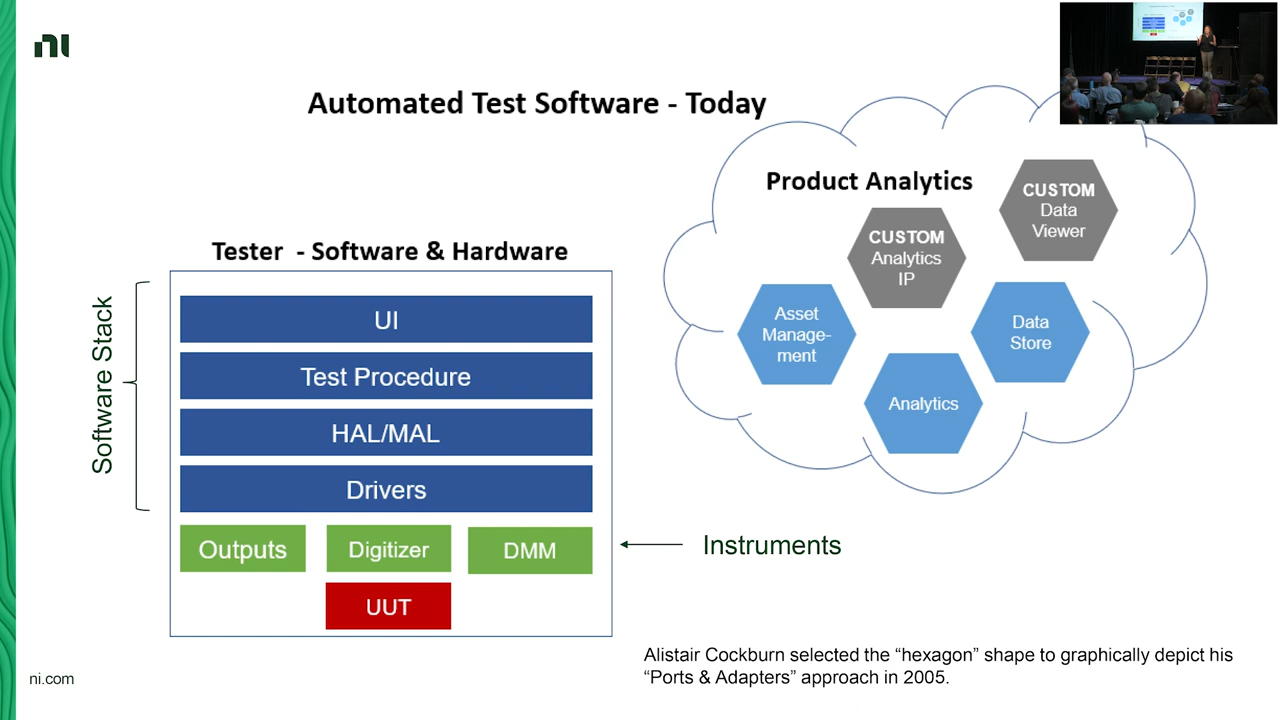 ni
Automated Test Software - Today
Product Analytics
CUSTOM
Data
Viewer
CUSTOM
Analytics
IP
Asset
Manage-
ment
Data
Store
Analytics
Tester - Software & Hardware
Software Stack
UI
Test Procedure
HAL/MAL
Drivers
Outputs
Digitizer
DMM
Instruments
UUT
Alistair Cockburn selected the “hexagon” shape to graphically depict his
“Ports & Adapters” approach in 2005.
ni.com